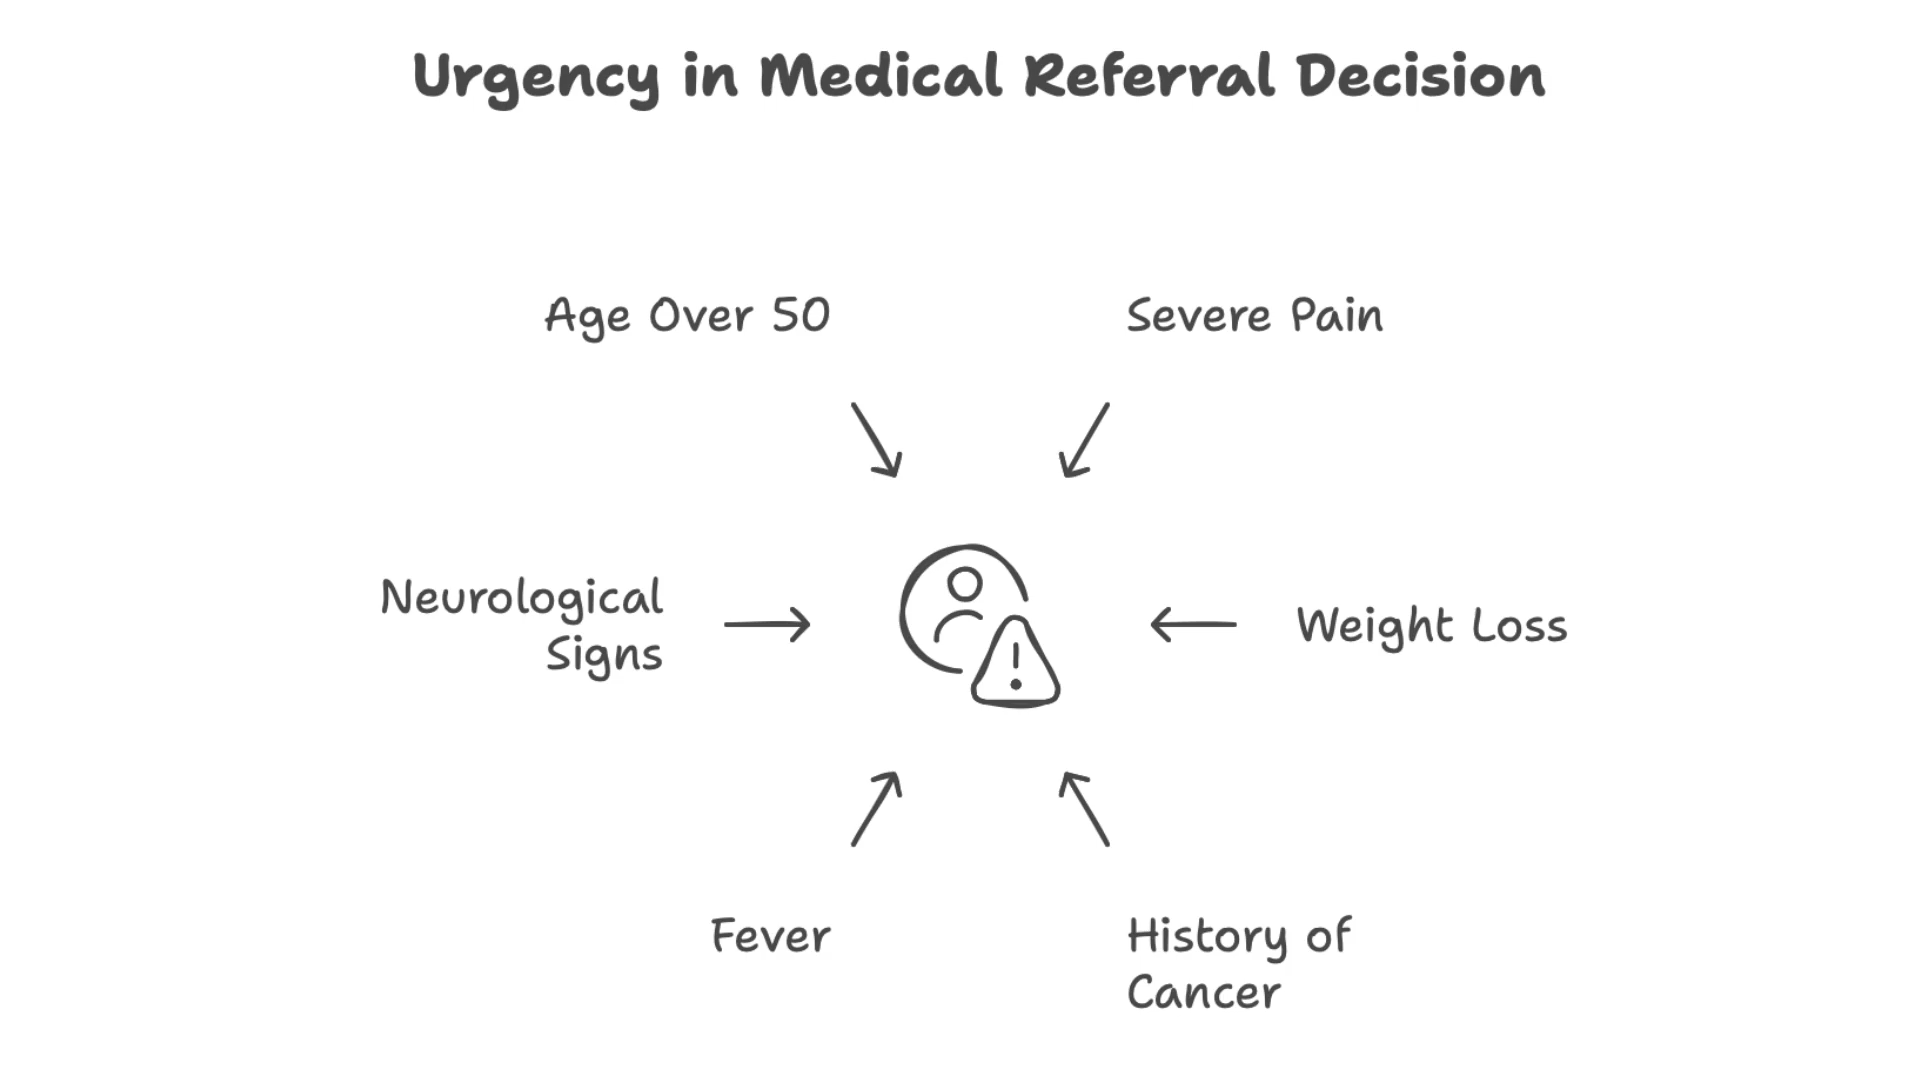 Urgency in Medical Referral Decision
Age Over 50
Severe Pain
Neurological
Signs
Weight Loss
Fever
History of
Cancer